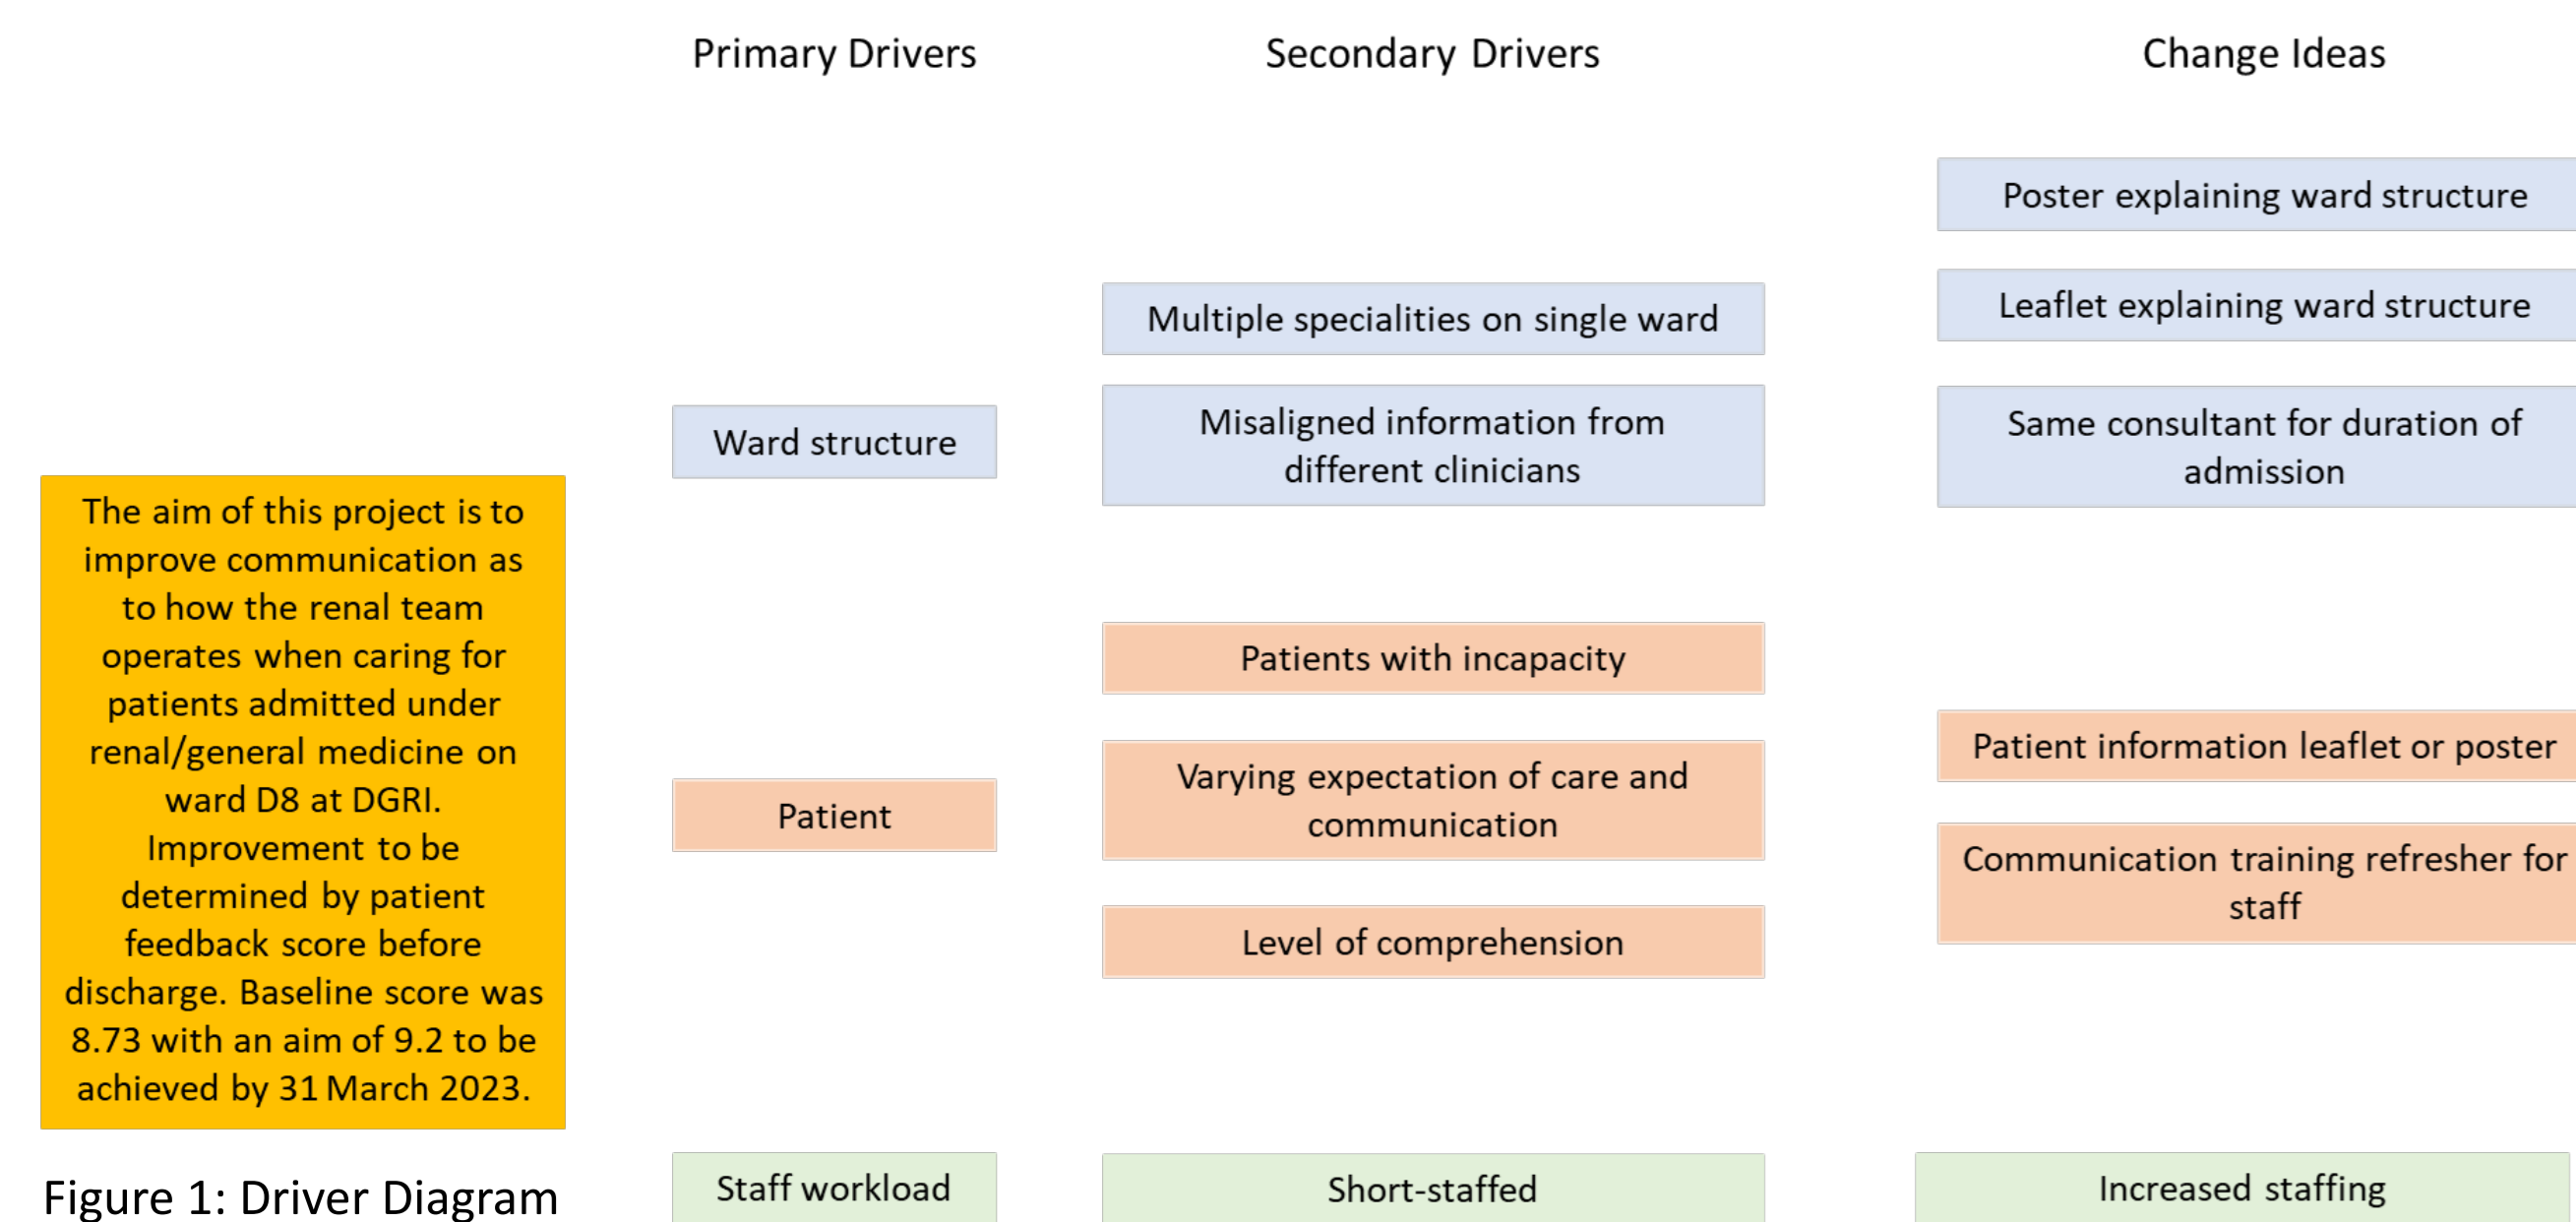 Primary Drivers
Secondary Drivers
Change Ideas
The aim of this project is to
improve communication as
to how the renal team
operates when caring for
patients admitted under
renal/general medicine on
ward D8 at DGRI.
Improvement to be
determined by patient
feedback score before
discharge. Baseline score was
8.73 with an aim of 9.2 to be
achieved by 31 March 2023.
Figure 1: Driver Diagram
Ward structure
Patient
Staff workload
Multiple specialities on single ward
Misaligned information from
different clinicians
Patients with incapacity
Varying expectation of care and
communication
Level of comprehension
Short-staffed
Poster explaining ward structure
Leaflet explaining ward structure
Same consultant for duration of
admission
Patient information leaflet or poster
Communication training refresher for
staff
Increased staffing